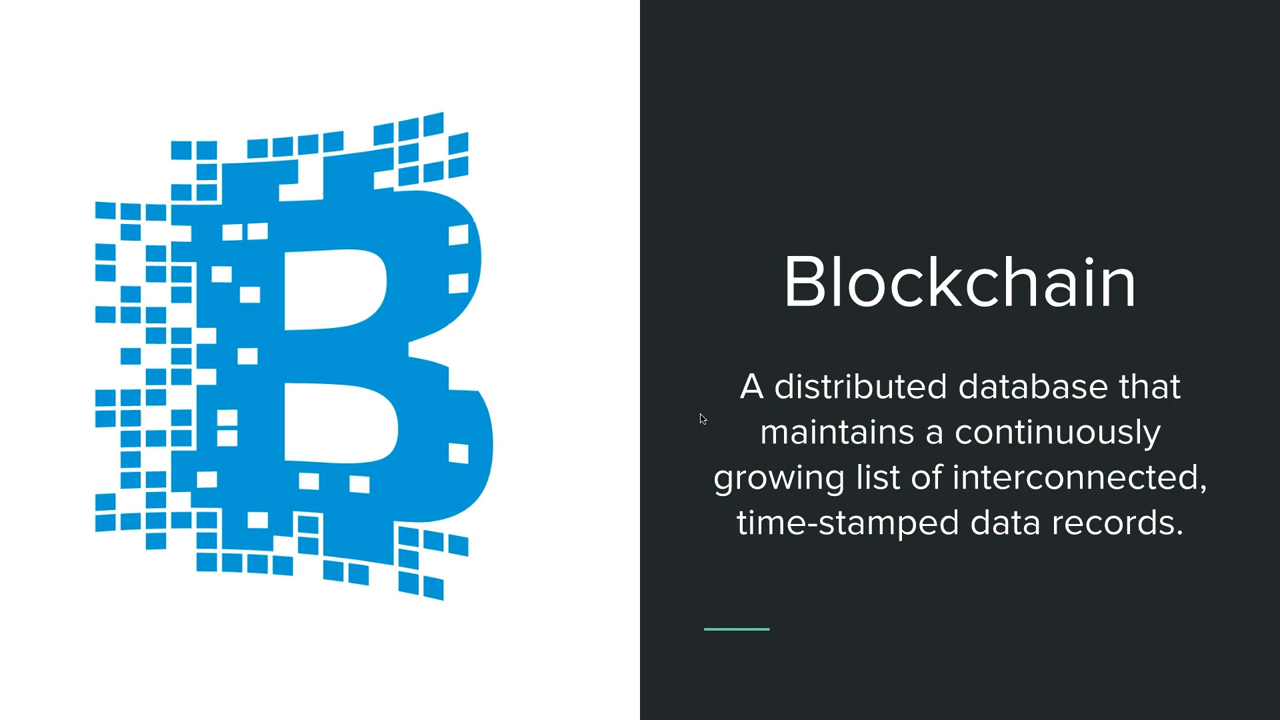 Blockchain
A distributed database that
maintains a continuously
growing list of interconnected,
time-stamped data records.